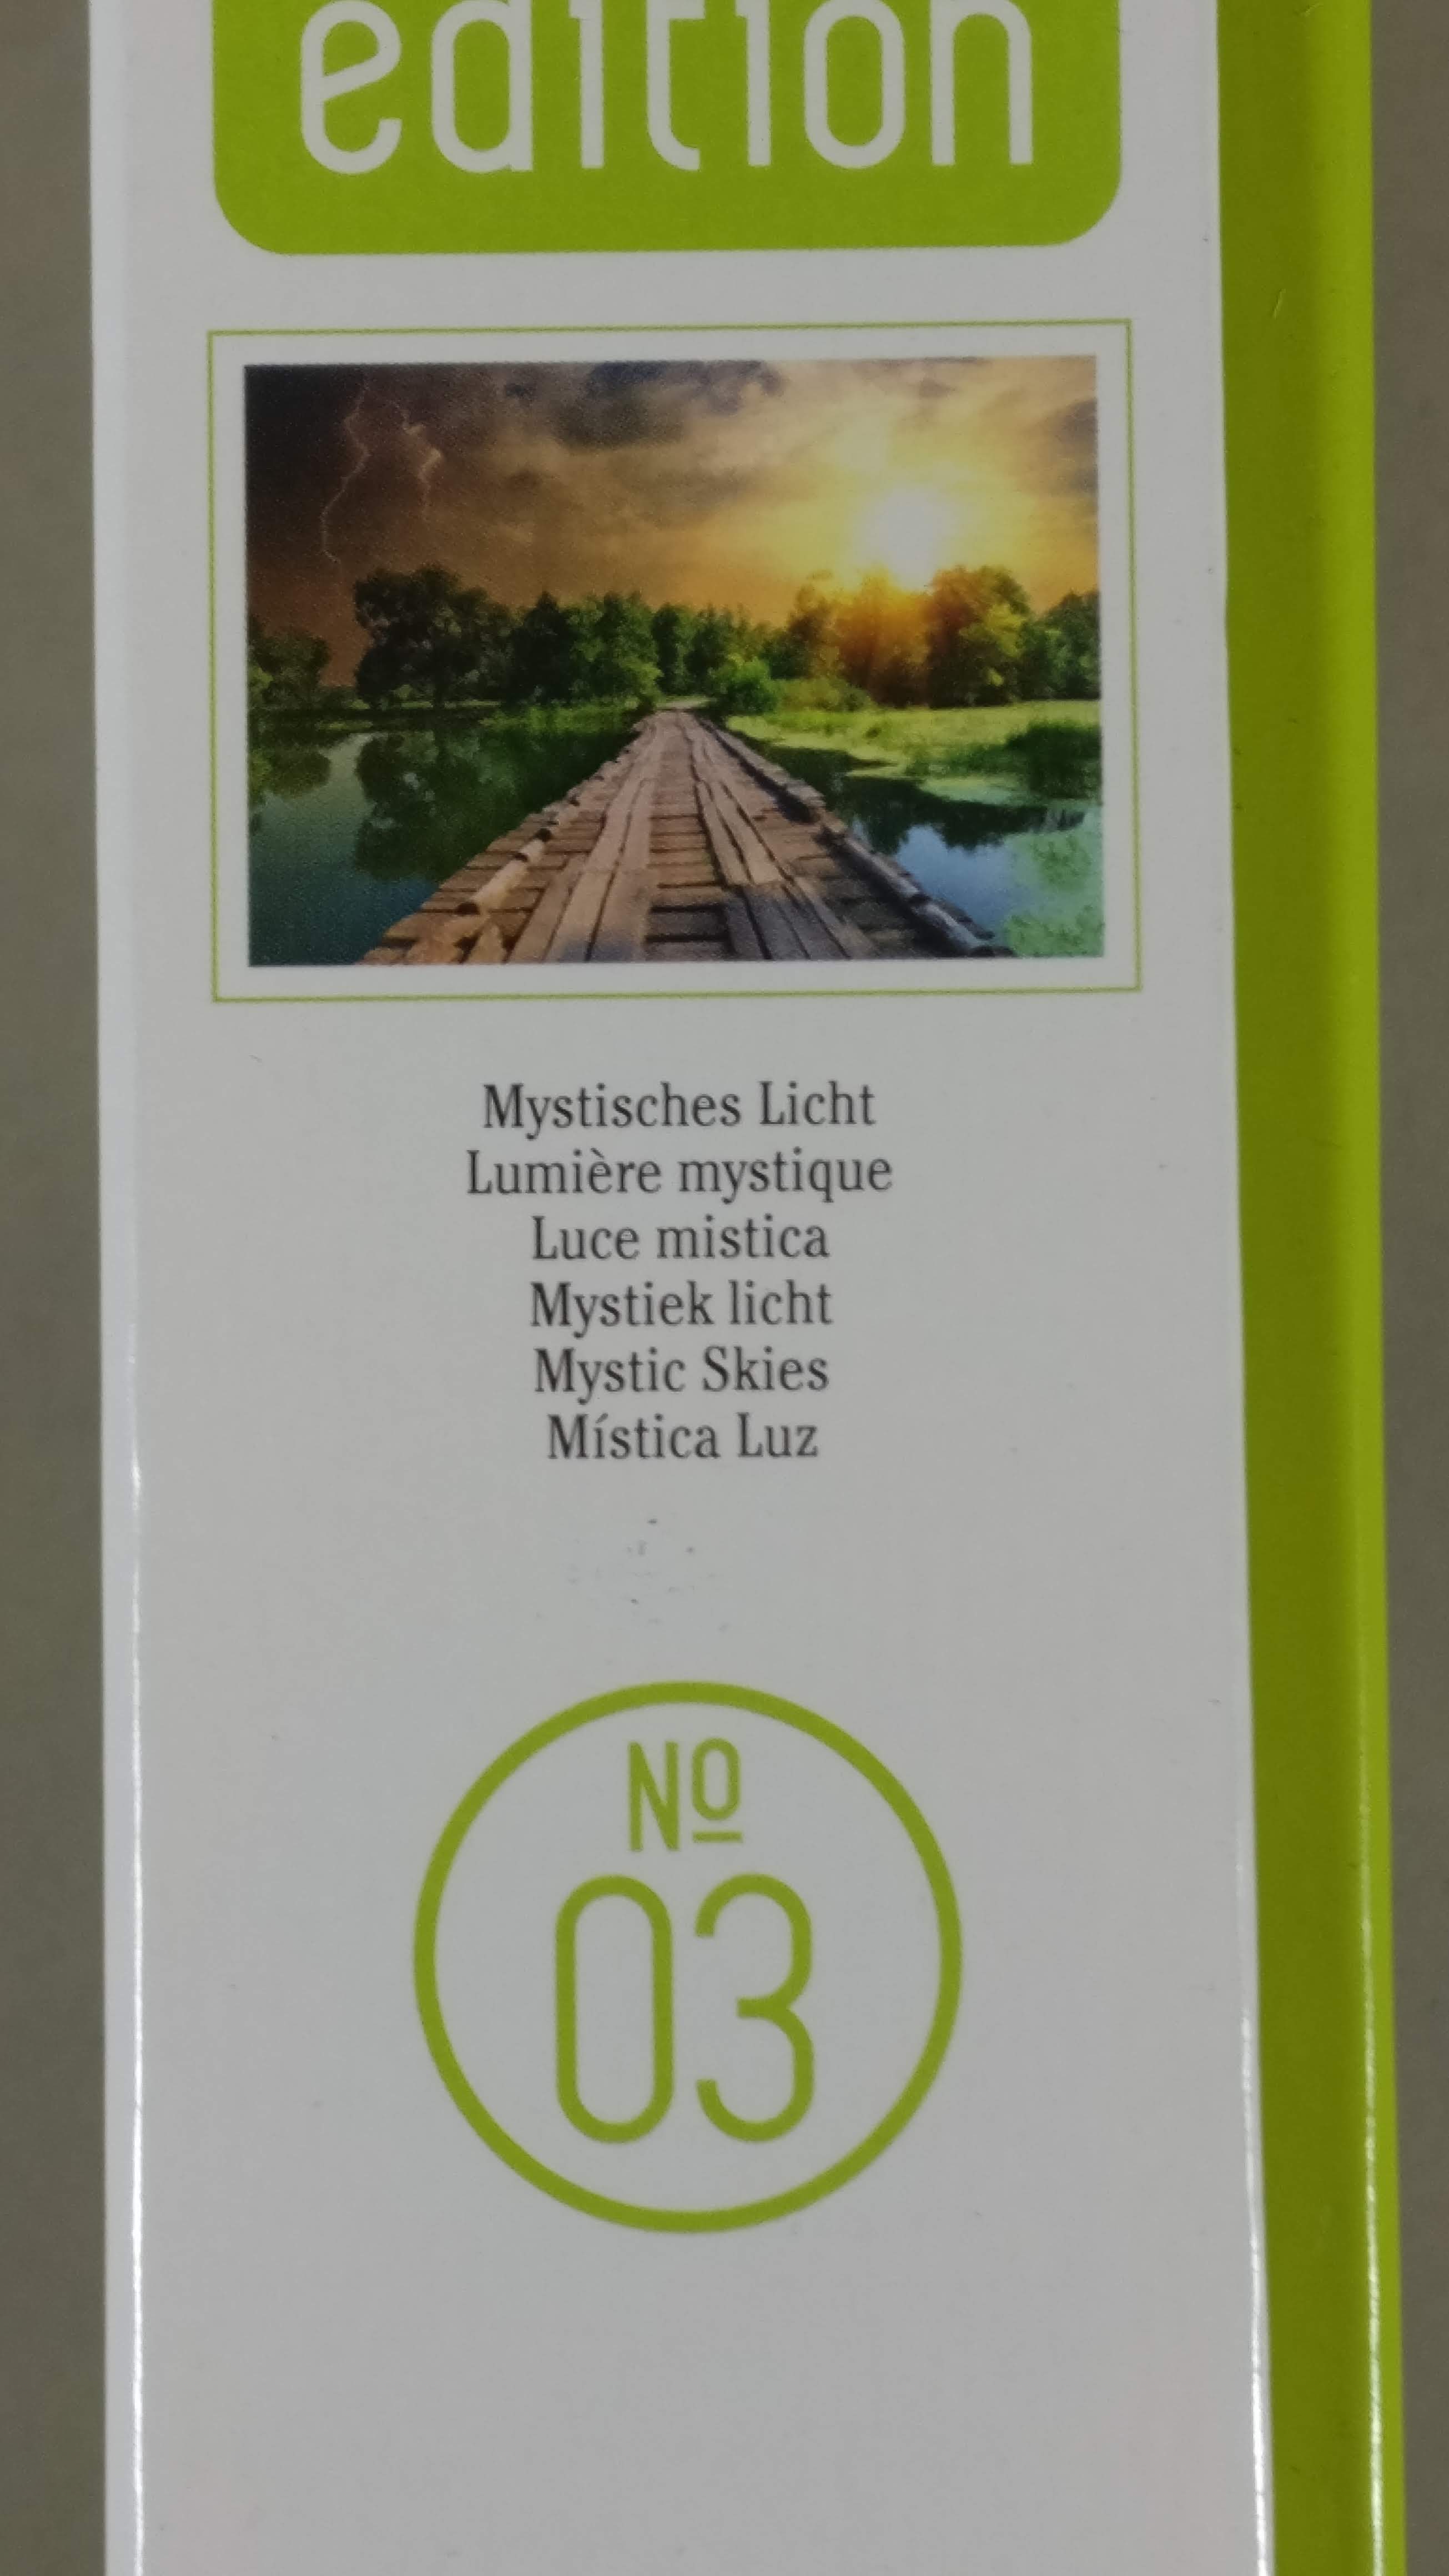 edition
Mystisches Licht
Lumière mystique
Luce mistica
Mystiek licht
Mystic Skies
Mística Luz
Nº
03